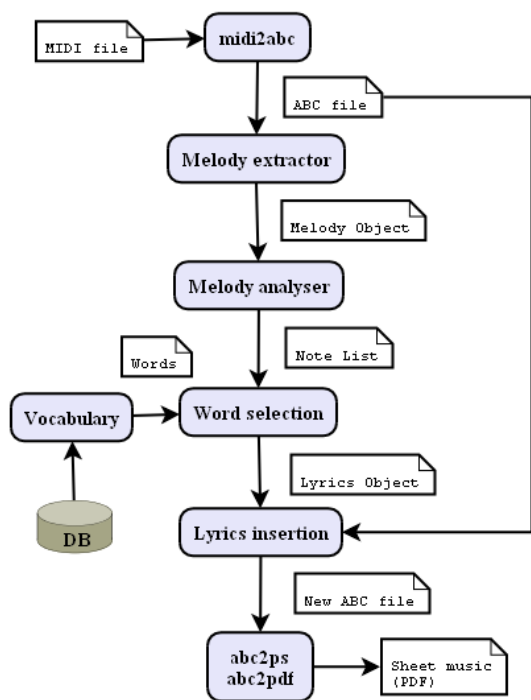 midi2abc
MIDI file
ABC file
Melody extractor
Melody Object
Melody analyser
Note List
Words
Vocabulary
Word selection
Lyrics Object
DB
Lyrics insertion
New ABC file
abc2ps
abc2pdf
Sheet music
(PDF)